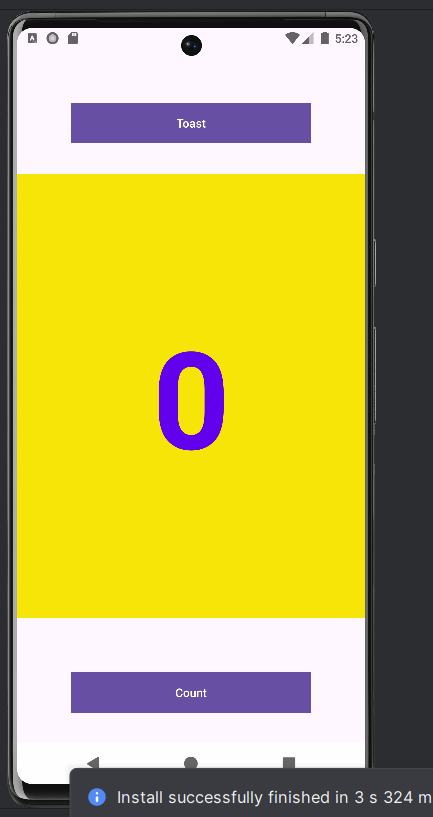 A
5:23
Toast
0
Count
Install successfully finished in 3 s 324 m